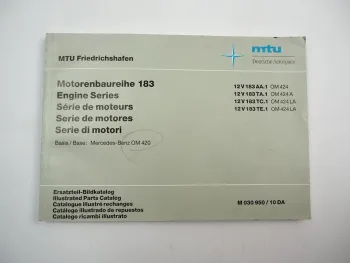 MTU Friedrichshafen
mtu
Deutsche Aerospace
Motorenbaureihe 183
Engine Series
Série de moteurs
Serie de motores
Serie di motori
12 V 183 AA.1 OM 424
12 V 183 TA.1 OM 424 A
12 V 183 TC.1 OM 424 LA
12 V 183 TE.1 OM 424 LA
Basis / Base: Mercedes-Benz OM 420
Ersatzteil-Bildkatalog
Illustrated Parts Catalog
Catalogue illustré rechanges
Catálogo ilustrado de repuestos
Catalogo ricambi illustrato
M 030 950 / 10 DA